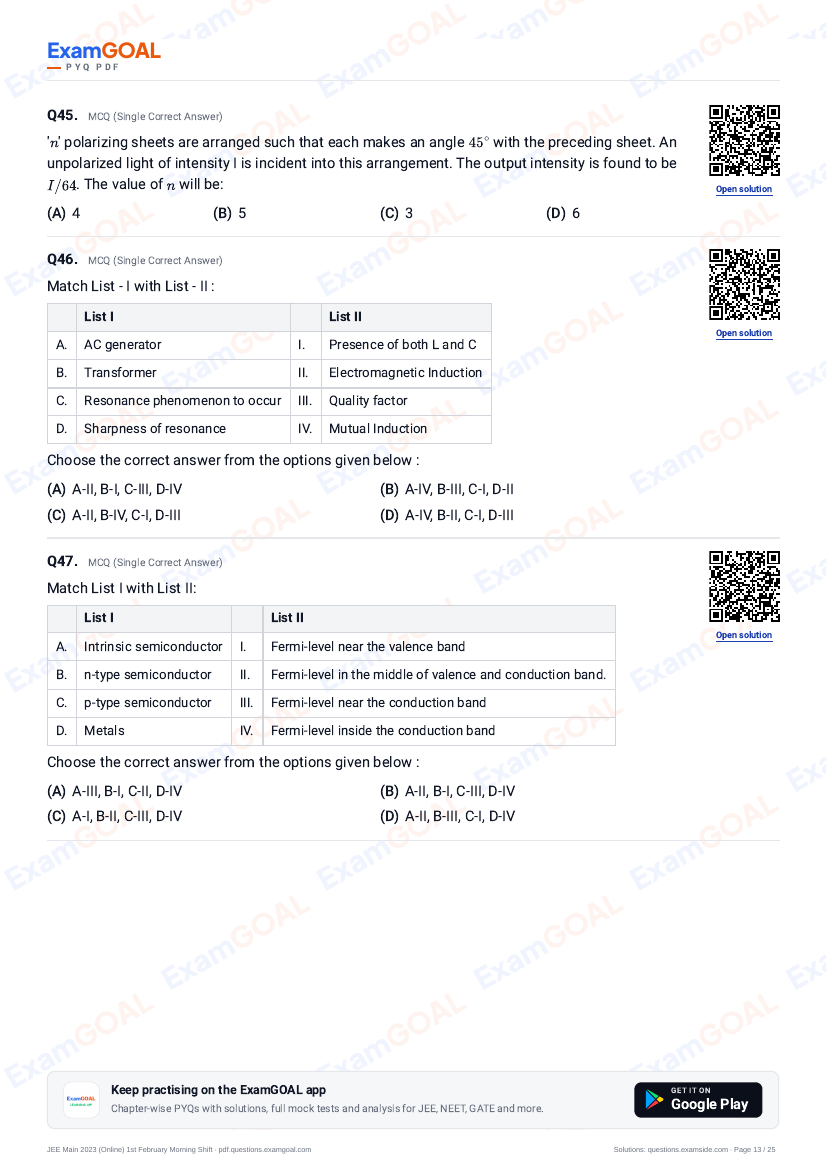 ExamGOAL
PYQ PDF
Q45. MCQ (Single Correct Answer)
'n' polarizing sheets are arranged such that each makes an angle 45° with the preceding sheet. An
unpolarized light of intensity I is incident into this arrangement. The output intensity is found to be
I/64. The value of n will be:
(A) 4 (B) 5 (C) 3 (D) 6
Open solution
Q46. MCQ (Single Correct Answer)
Match List - I with List - II :
List I List II
A. AC generator I. Presence of both L and C
B. Transformer II. Electromagnetic Induction
C. Resonance phenomenon to occur III. Quality factor
D. Sharpness of resonance IV. Mutual Induction
Choose the correct answer from the options given below :
(A) A-II, B-I, C-III, D-IV (B) A-IV, B-III, C-I, D-II
(C) A-II, B-IV, C-I, D-III (D) A-IV, B-II, C-I, D-III
Open solution
Q47. MCQ (Single Correct Answer)
Match List I with List II:
List I List II
A. Intrinsic semiconductor I. Fermi-level near the valence band
B. n-type semiconductor II. Fermi-level in the middle of valence and conduction band.
C. p-type semiconductor III. Fermi-level near the conduction band
D. Metals IV. Fermi-level inside the conduction band
Choose the correct answer from the options given below :
(A) A-III, B-I, C-II, D-IV (B) A-II, B-I, C-III, D-IV
(C) A-I, B-II, C-III, D-IV (D) A-II, B-III, C-I, D-IV
Open solution
ExamGOAL
Keep practising on the ExamGOAL app
Chapter-wise PYQs with solutions, full mock tests and analysis for JEE, NEET, GATE and more.
GET IT ON
Google Play
JEE Main 2023 (Online) 1st February Morning Shift · pdf.questions.examgoal.com
Solutions: questions.examside.com · Page 13 / 25